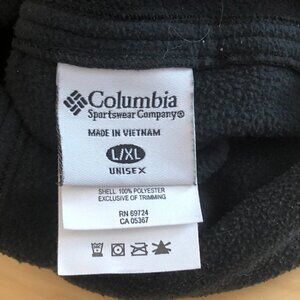 Columbia
Sportswear Company®
MADE IN VIETNAM
L/XL
UNISEX
SHELL 100% POLYESTER
EXCLUSIVE OF TRIMMING
RN 69724
CA 05367